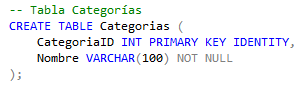 -- Tabla Categorías
CREATE TABLE Categorias (
    CategoriaID INT PRIMARY KEY IDENTITY,
    Nombre VARCHAR(100) NOT NULL
);